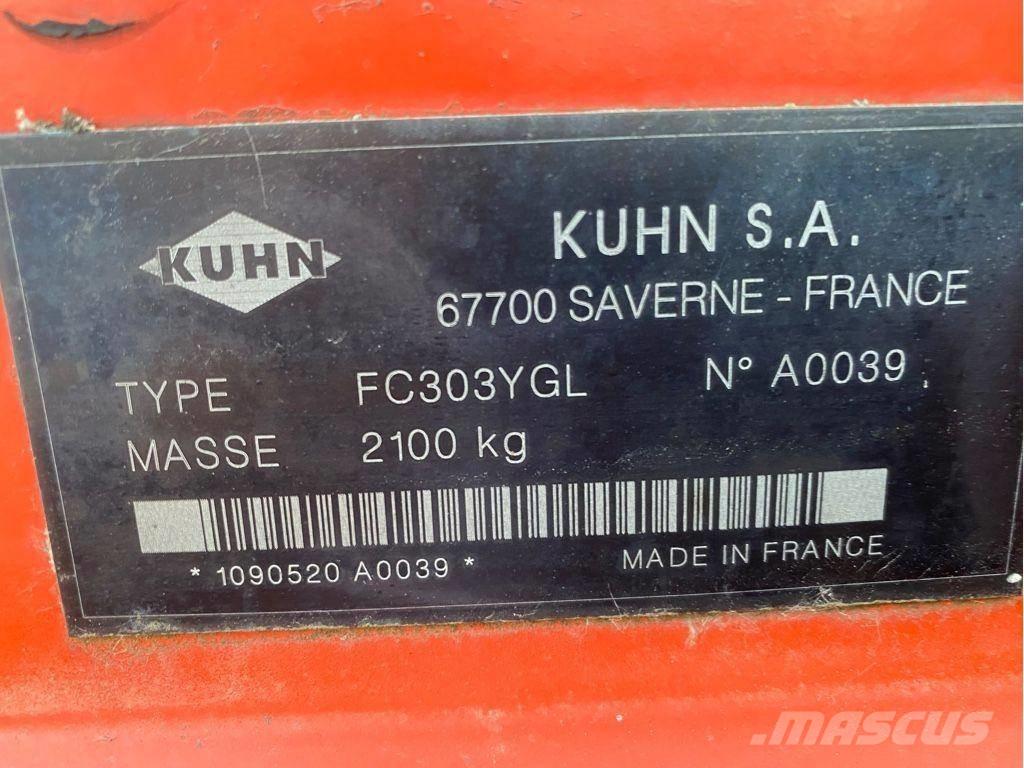 KUHN
KUHN S.A.
67700 SAVERNE - FRANCE
TYPE FC303YGL N° A0039
MASSE 2100 kg
* 1090520 A0039 *
MADE IN FRANCE
MASCUS